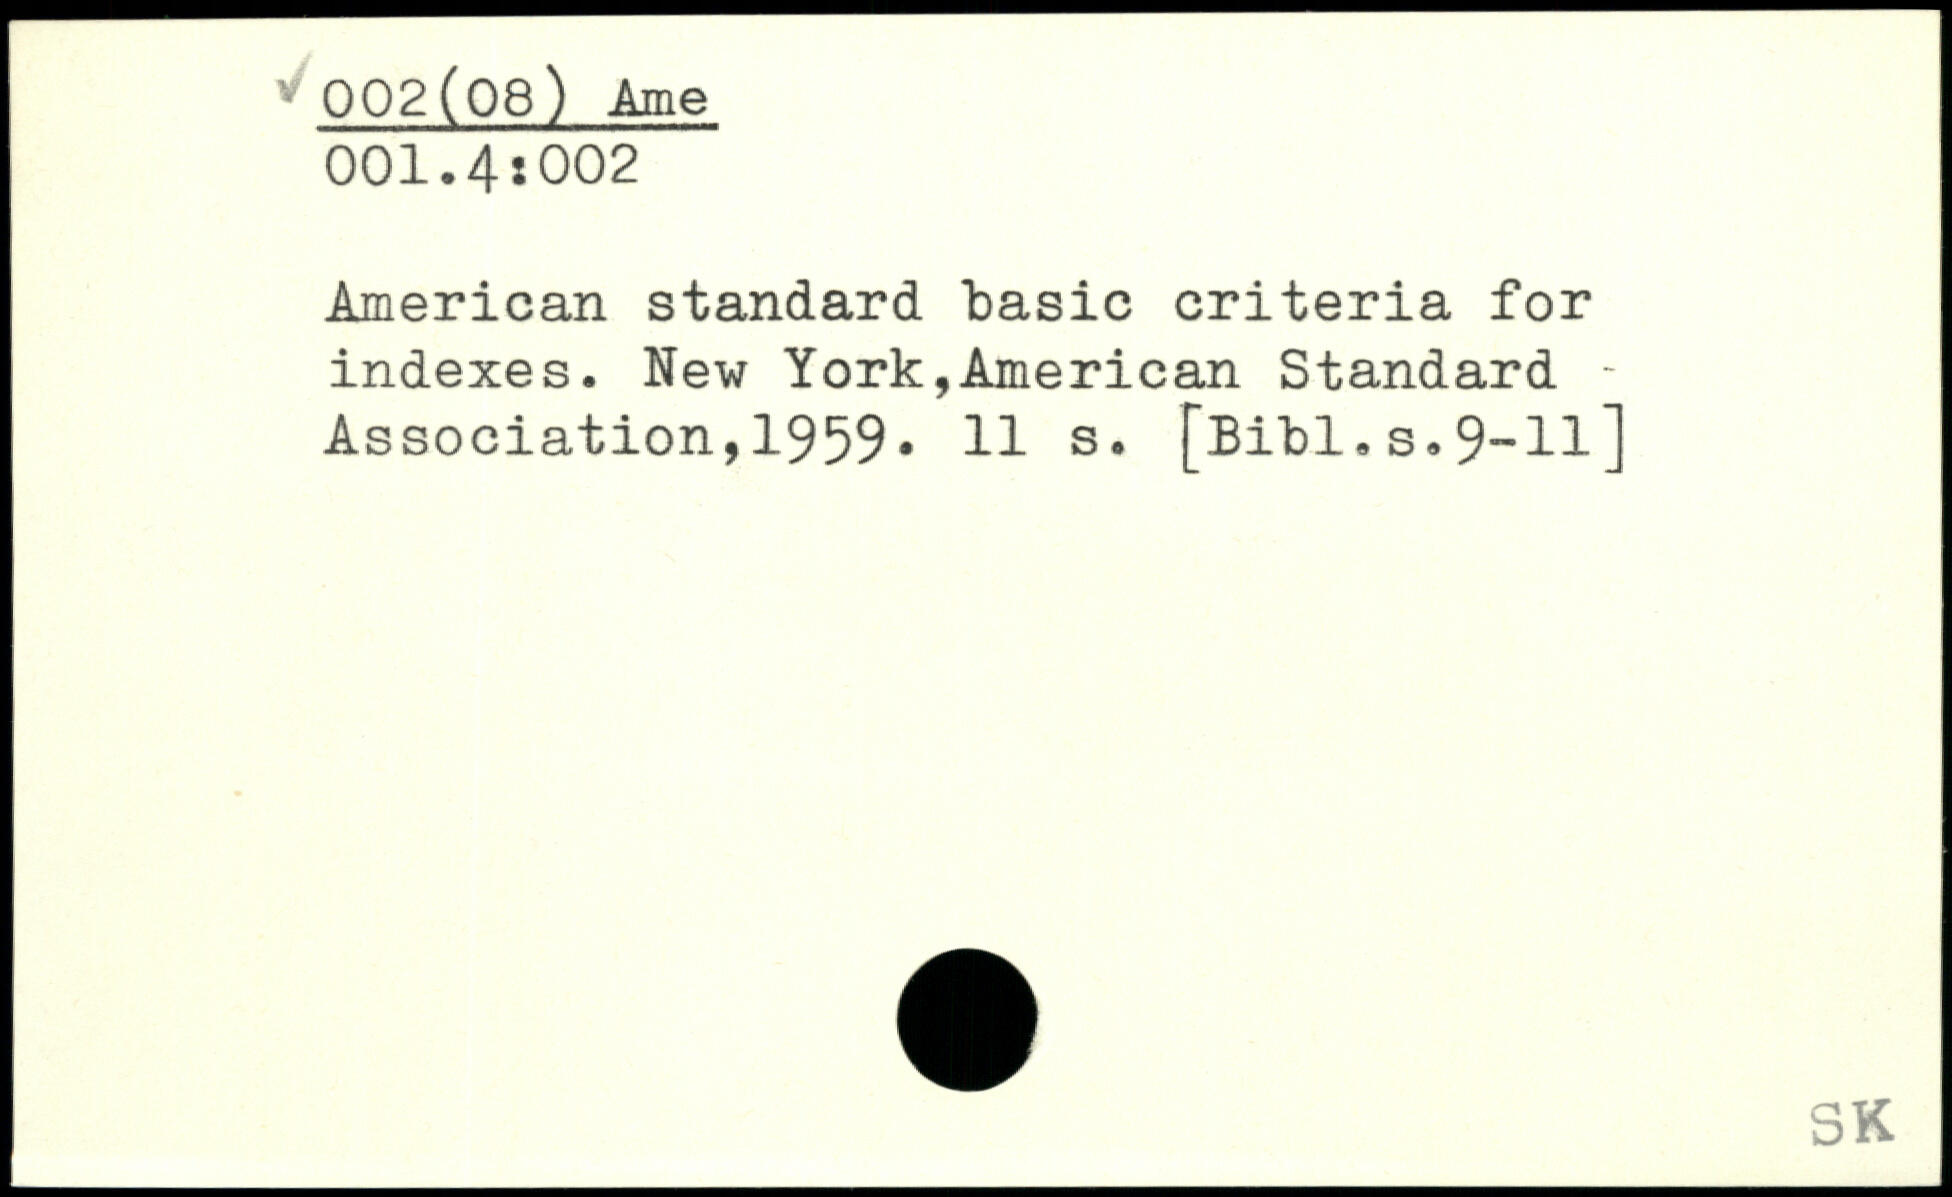 ✓ 002(08) Ame
001.4:002
American standard basic criteria for
indexes. New York,American Standard
Association,1959. 11 s. [Bibl.s.9-11]
SK